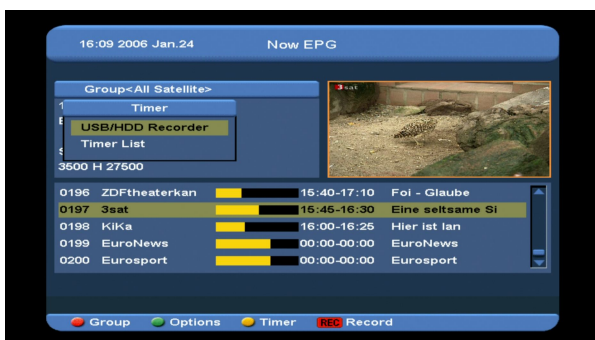 16:09 2006 Jan.24 Now EPG
Group<All Satellite>
3sat
Timer
USB/HDD Recorder
Timer List
3500 H 27500
0196 ZDFtheaterkan 15:40-17:10 Foi - Glaube
0197 3sat 15:45-16:30 Eine seltsame Si
0198 KiKa 16:00-16:25 Hier ist Ian
0199 EuroNews 00:00-00:00 EuroNews
0200 Eurosport 00:00-00:00 Eurosport
Group Options Timer REC Record